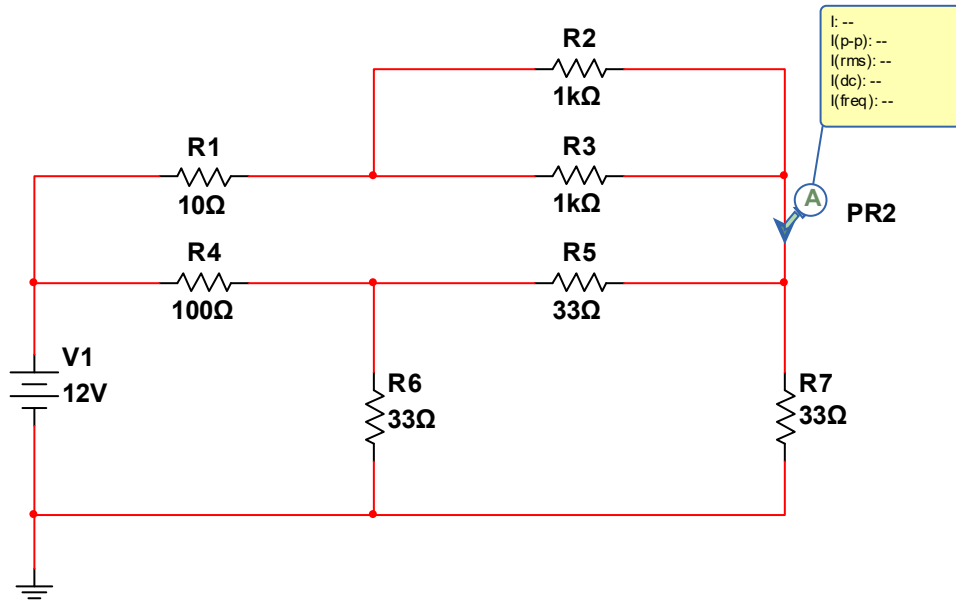 I: --
I(p-p): --
I(rms): --
I(dc): --
I(freq): --
R2
1kΩ
R1
10Ω
R3
1kΩ
A
PR2
R4
100Ω
R5
33Ω
V1
12V
R6
33Ω
R7
33Ω